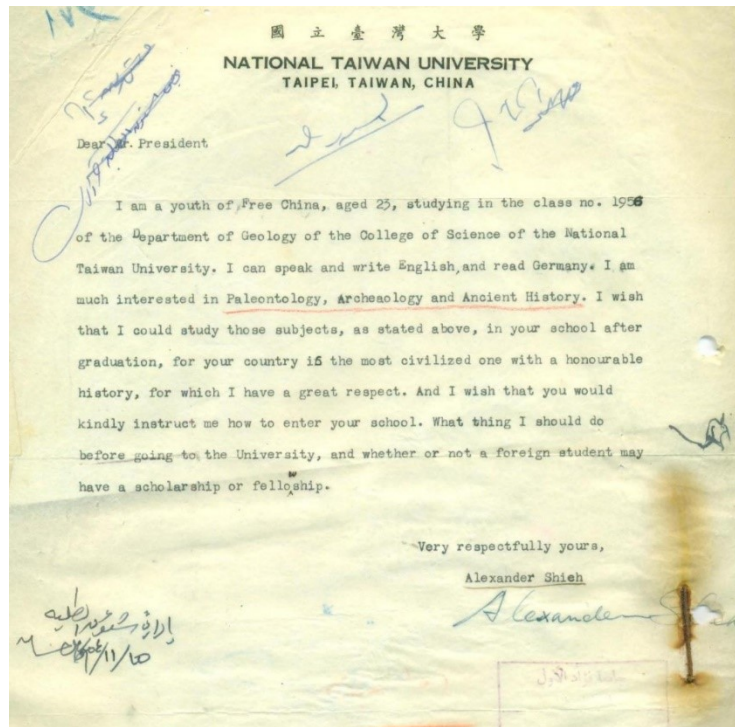 國立臺灣大學
NATIONAL TAIWAN UNIVERSITY
TAIPEI, TAIWAN, CHINA
Dear Mr. President
I am a youth of Free China, aged 25, studying in the class no. 1956
of the Department of Geology of the College of Science of the National
Taiwan University. I can speak and write English, and read Germany. I am
much interested in Paleontology, Archeaology and Ancient History. I wish
that I could study those subjects, as stated above, in your school after
graduation, for your country is the most civilized one with a honourable
history, for which I have a great respect. And I wish that you would
kindly instruct me how to enter your school. What thing I should do
before going to the University, and whether or not a foreign student may
have a scholarship or fellowship.
Very respectfully yours,
Alexander Shieh
Alexander